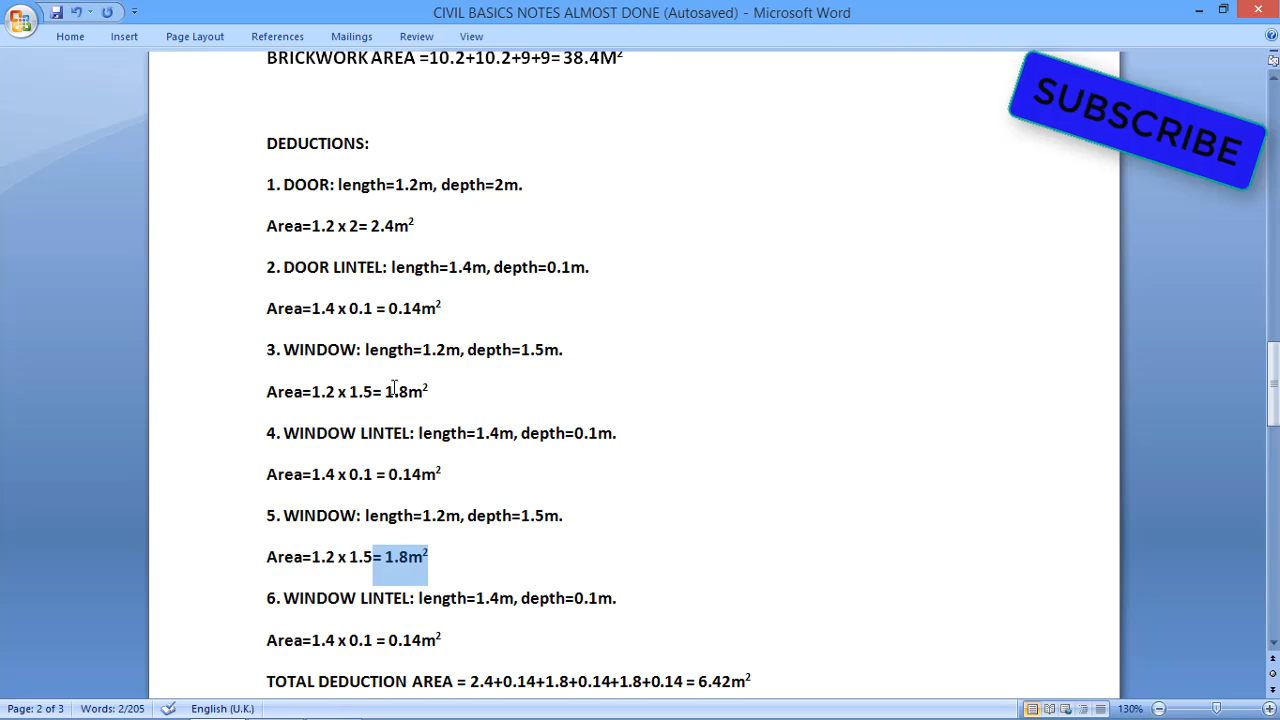 CIVIL BASICS NOTES ALMOST DONE (Autosaved) - Microsoft Word
Home Insert Page Layout References Mailings Review View
BRICKWORK AREA =10.2+10.2+9+9= 38.4M²
SUBSCRIBE
DEDUCTIONS:
1. DOOR: length=1.2m, depth=2m.
Area=1.2 x 2= 2.4m²
2. DOOR LINTEL: length=1.4m, depth=0.1m.
Area=1.4 x 0.1 = 0.14m²
3. WINDOW: length=1.2m, depth=1.5m.
Area=1.2 x 1.5= 1.8m²
4. WINDOW LINTEL: length=1.4m, depth=0.1m.
Area=1.4 x 0.1 = 0.14m²
5. WINDOW: length=1.2m, depth=1.5m.
Area=1.2 x 1.5= 1.8m²
6. WINDOW LINTEL: length=1.4m, depth=0.1m.
Area=1.4 x 0.1 = 0.14m²
TOTAL DEDUCTION AREA = 2.4+0.14+1.8+0.14+1.8+0.14 = 6.42m²
Page: 2 of 3 Words: 2/205 English (U.K.) 130%